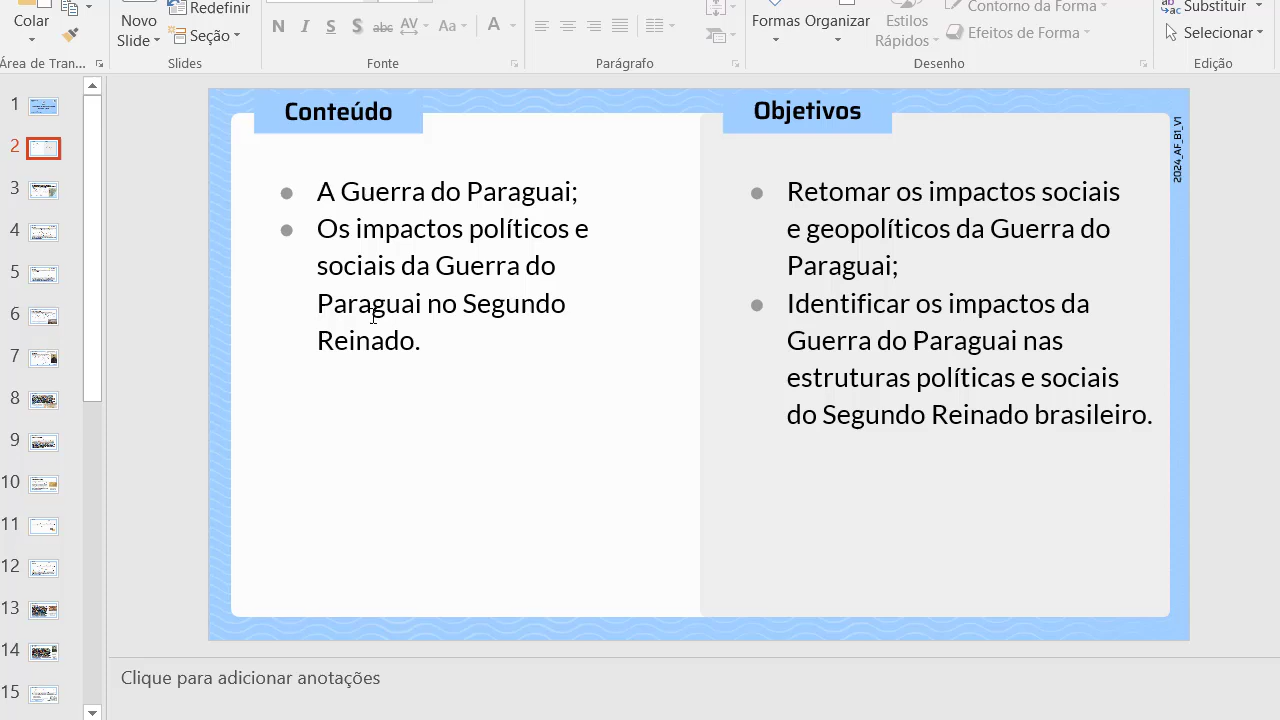 Colar
Novo
Slide
Redefinir
Seção
N I S S abc AV Aa A
Formas
Organizar
Estilos
Rápidos
Contorno da Forma
Efeitos de Forma
Substituir
Selecionar
Área de Tran...
Slides
Fonte
Parágrafo
Desenho
Edição
1
2
3
4
5
6
7
8
9
10
11
12
13
14
15
Conteúdo
A Guerra do Paraguai;
Os impactos políticos e
sociais da Guerra do
Paraguai no Segundo
Reinado.
Objetivos
Retomar os impactos sociais
e geopolíticos da Guerra do
Paraguai;
Identificar os impactos da
Guerra do Paraguai nas
estruturas políticas e sociais
do Segundo Reinado brasileiro.
2024_AF_B1_V1
Clique para adicionar anotações